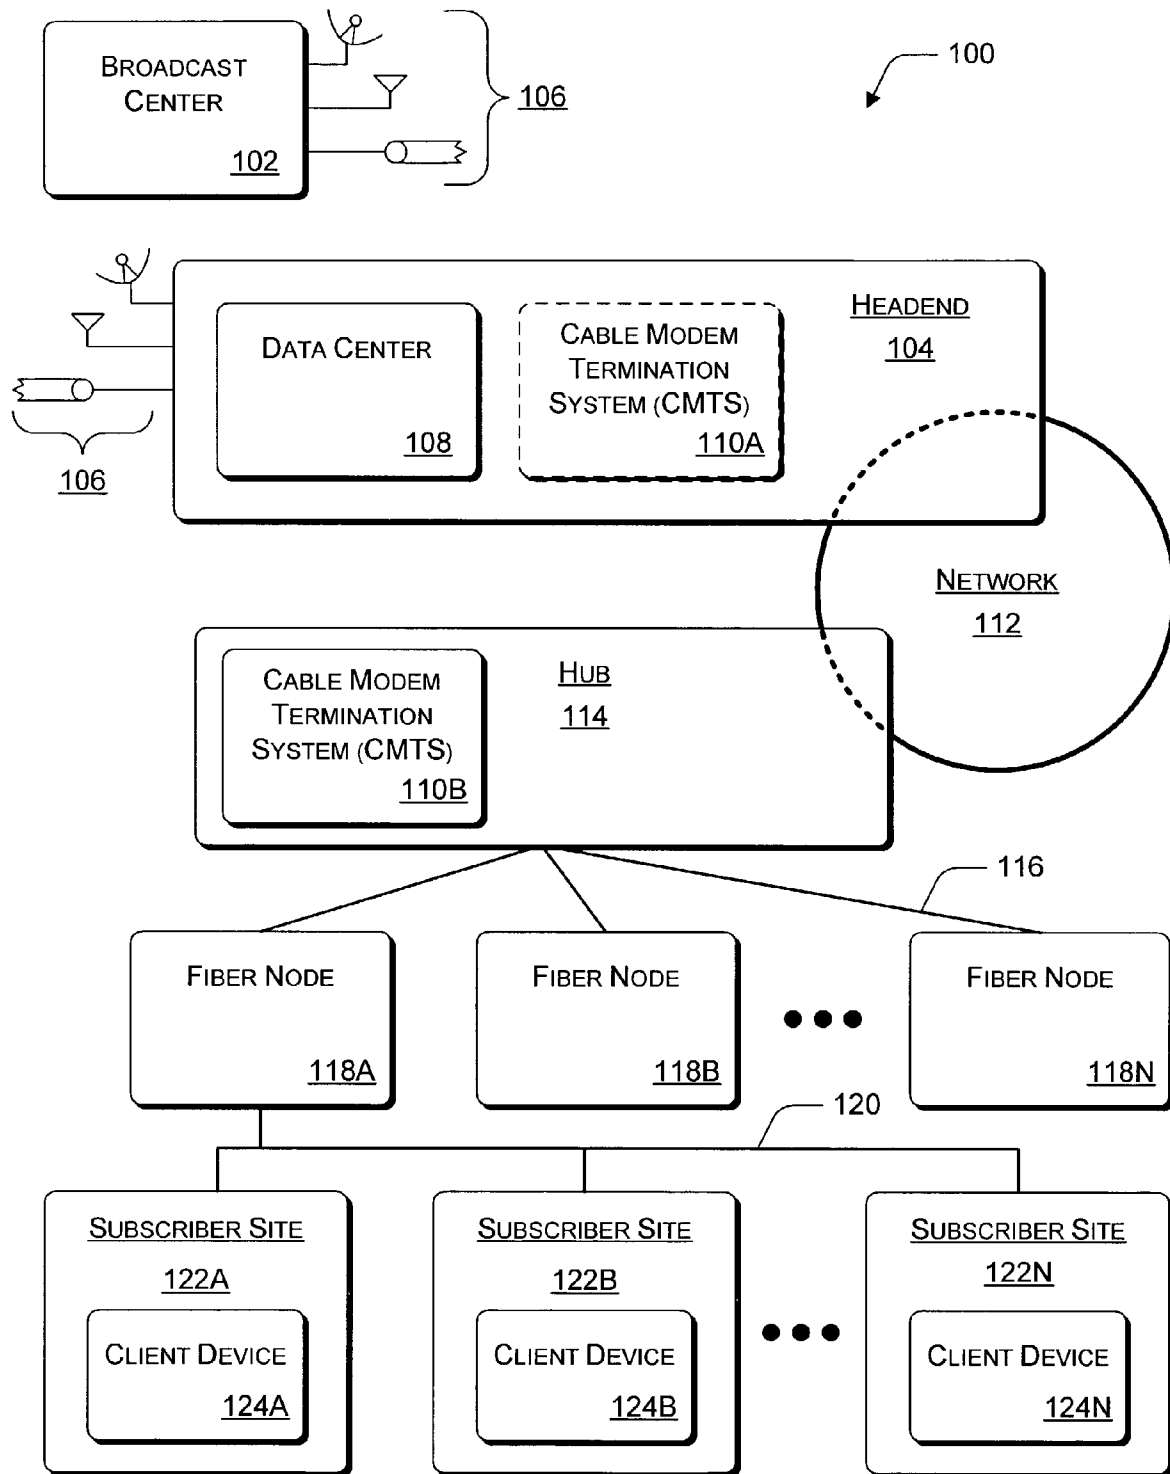 BROADCAST
CENTER
102
106
100
HEADEND
104
DATA CENTER
108
CABLE MODEM
TERMINATION
SYSTEM (CMTS)
110A
106
NETWORK
112
HUB
114
CABLE MODEM
TERMINATION
SYSTEM (CMTS)
110B
116
FIBER NODE
118A
FIBER NODE
118B
FIBER NODE
118N
120
SUBSCRIBER SITE
122A
CLIENT DEVICE
124A
SUBSCRIBER SITE
122B
CLIENT DEVICE
124B
SUBSCRIBER SITE
122N
CLIENT DEVICE
124N